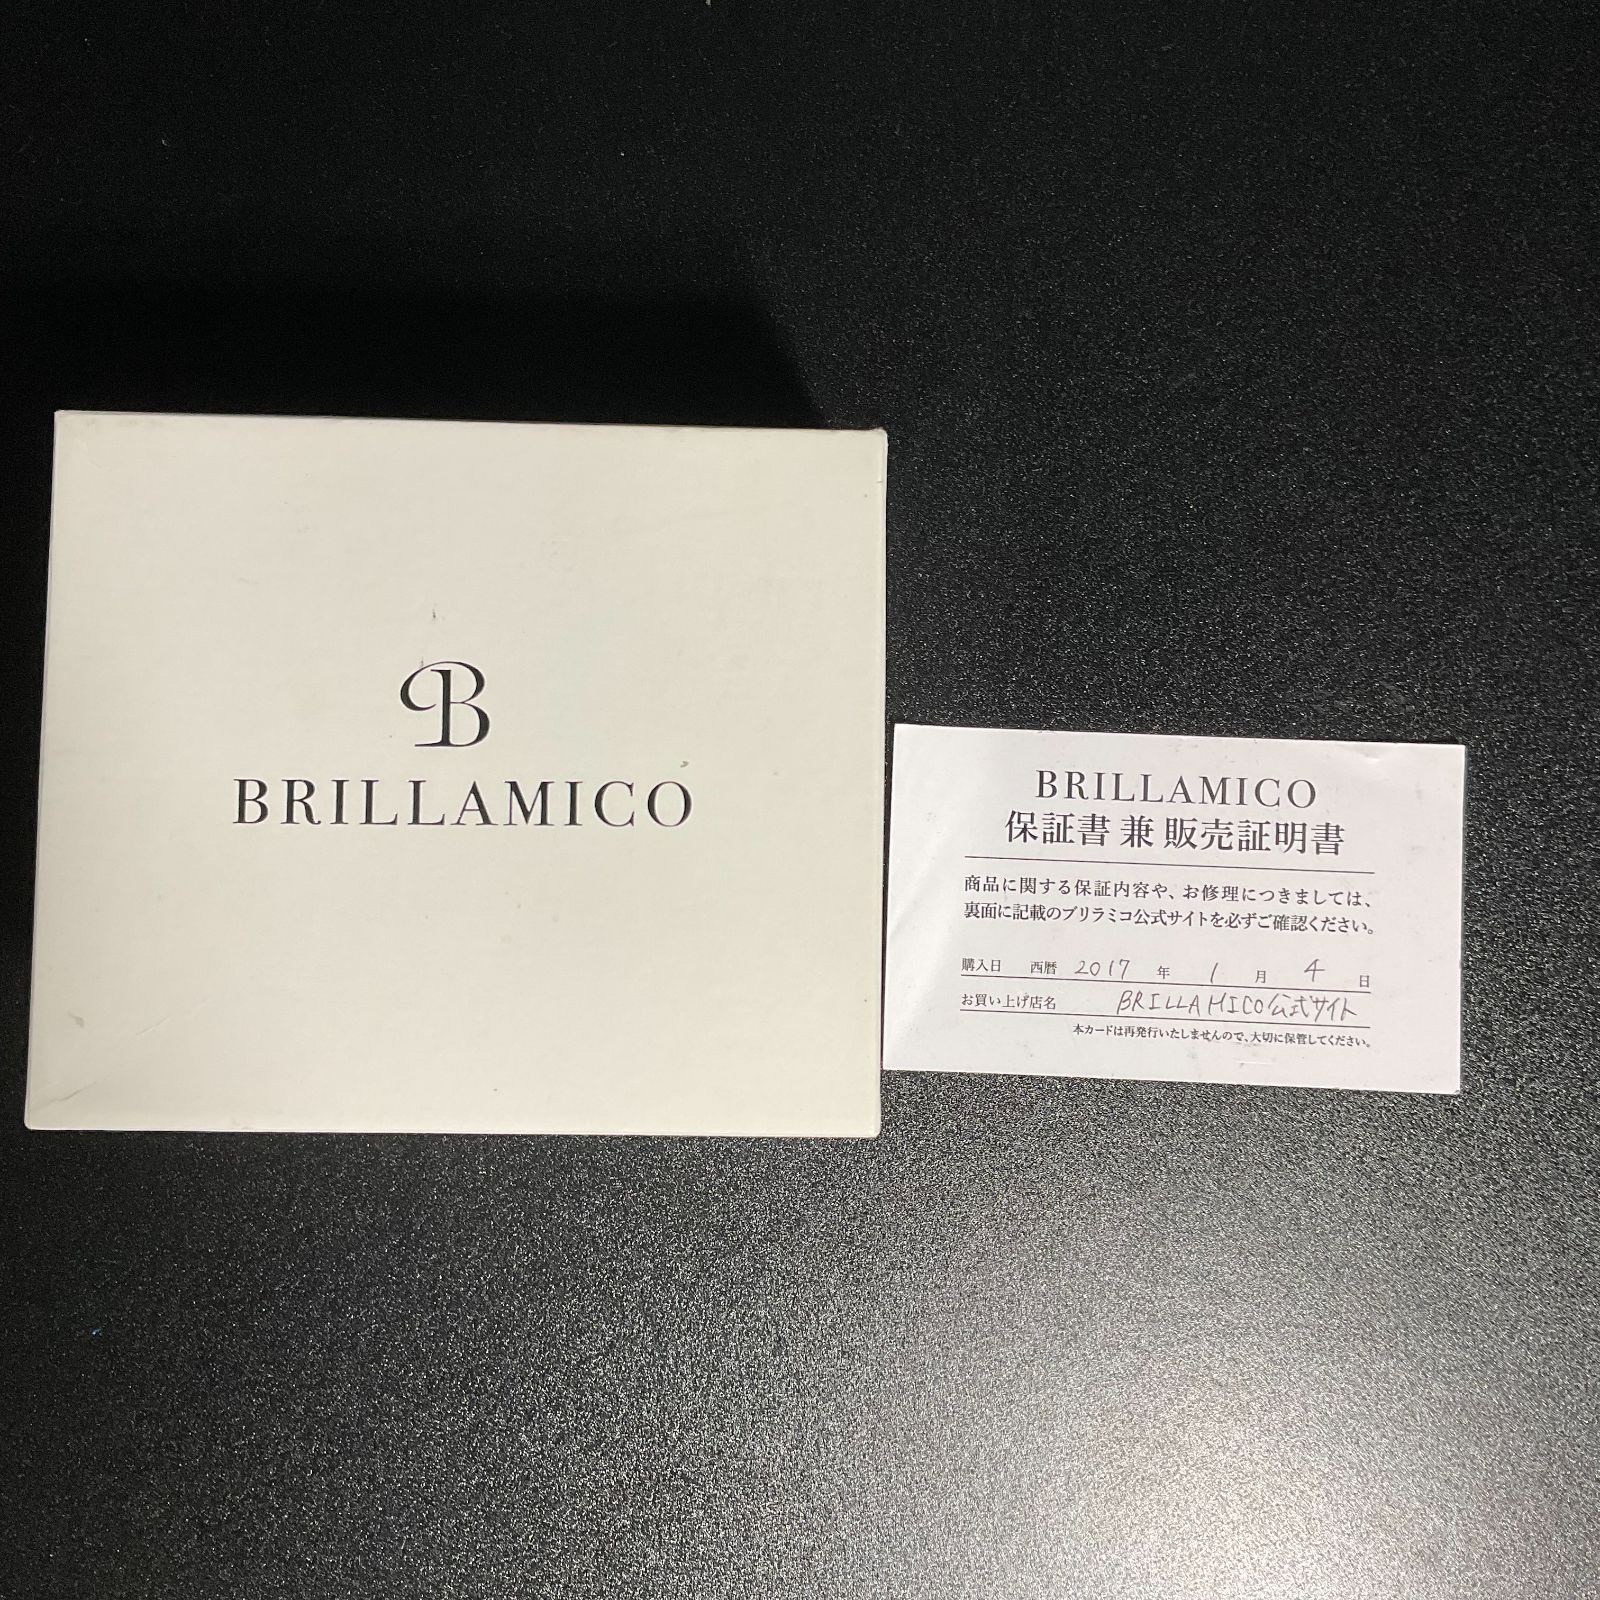 B
BRILLAMICO
BRILLAMICO
保証書 兼 販売証明書
商品に関する保証内容や、お修理につきましては、
裏面に記載のブリラミコ公式サイトを必ずご確認ください。
購入日 西暦 2017 年 1 月 4 日
お買い上げ店名 BRILLAMICO公式サイト
本カードは再発行いたしませんので、大切に保管してください。